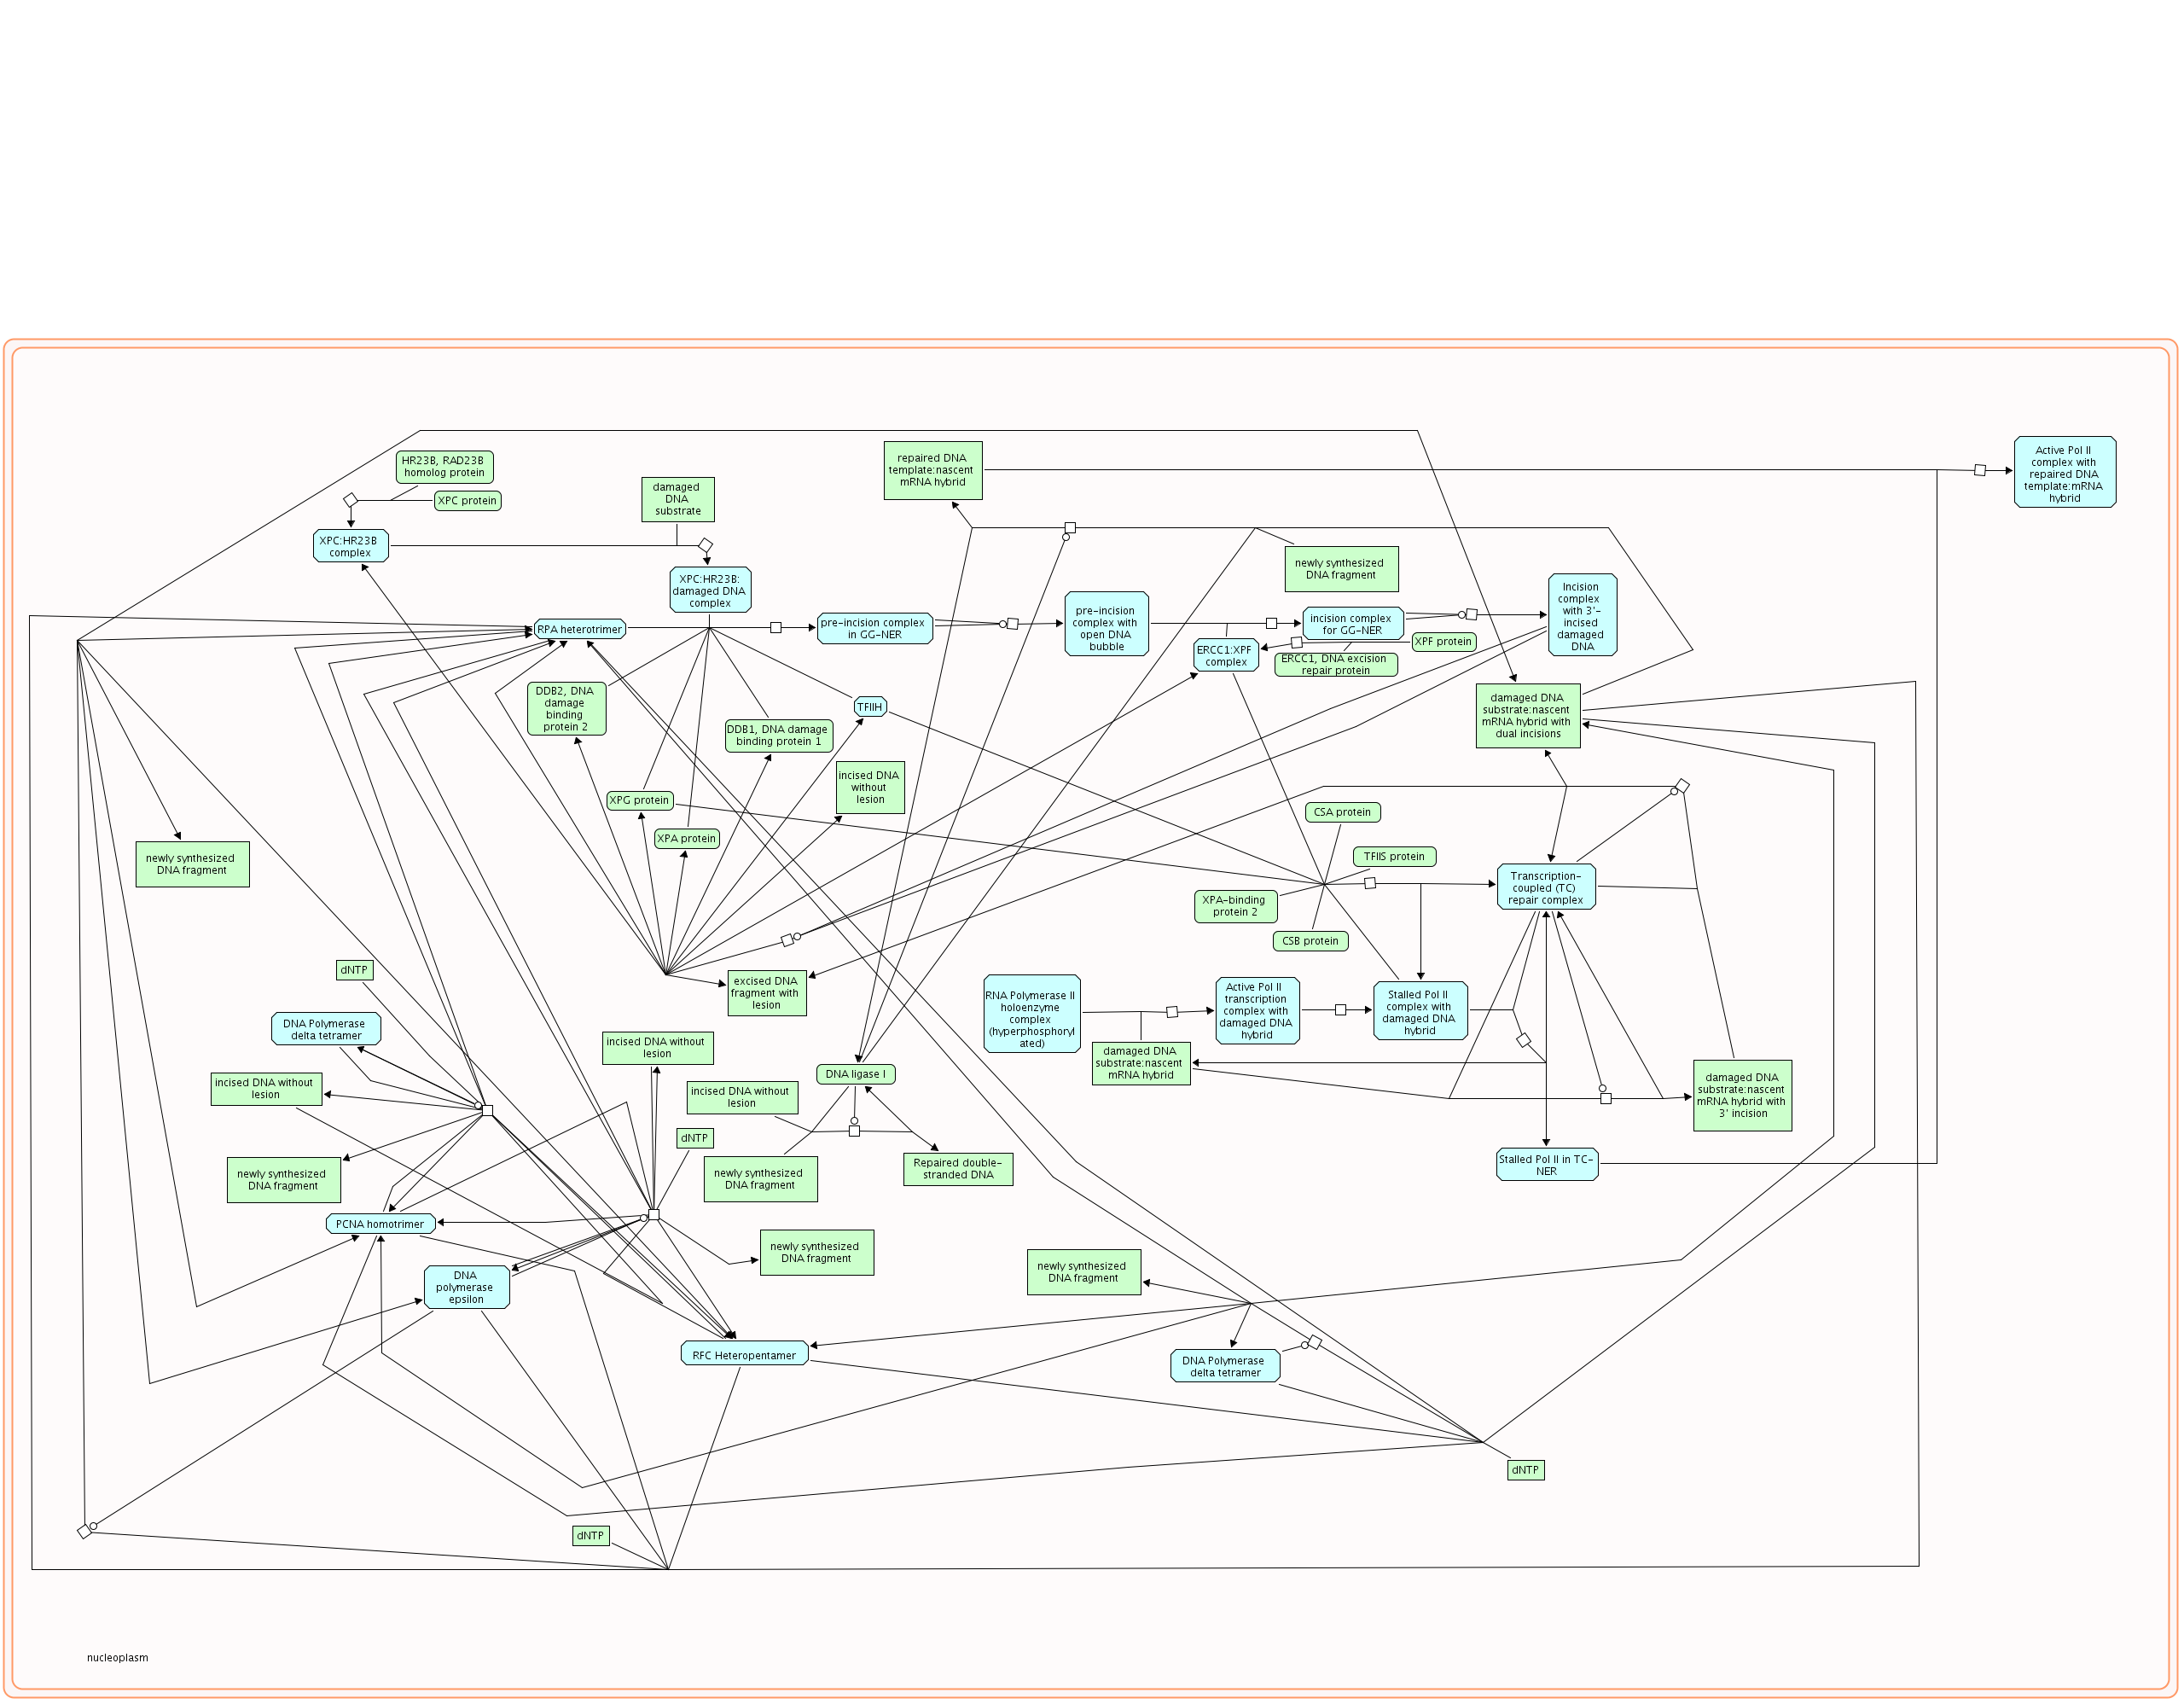 HR23B, RAD23B
homolog protein
XPC protein
repaired DNA
template:nascent
mRNA hybrid
Active Pol II
complex with
repaired DNA
template:mRNA
hybrid
damaged
DNA
substrate
XPC:HR23B
complex
XPC:HR23B:
damaged DNA
complex
newly synthesized
DNA fragment
Incision
complex
with 3'-
incised
damaged
DNA
RPA heterotrimer
pre-incision complex
in GG-NER
pre-incision
complex with
open DNA
bubble
incision complex
for GG-NER
ERCC1:XPF
complex
XPF protein
ERCC1, DNA excision
repair protein
DDB2, DNA
damage
binding
protein 2
TFIIH
DDB1, DNA damage
binding protein 1
damaged DNA
substrate:nascent
mRNA hybrid with
dual incisions
incised DNA
without
lesion
XPG protein
XPA protein
CSA protein
TFIIS protein
newly synthesized
DNA fragment
Transcription-
coupled (TC)
repair complex
XPA-binding
protein 2
CSB protein
dNTP
excised DNA
fragment with
lesion
RNA Polymerase II
holoenzyme
complex
(hyperphosphoryl
ated)
Active Pol II
transcription
complex with
damaged DNA
hybrid
Stalled Pol II
complex with
damaged DNA
hybrid
DNA Polymerase
delta tetramer
incised DNA without
lesion
damaged DNA
substrate:nascent
mRNA hybrid
DNA ligase I
incised DNA without
lesion
incised DNA without
lesion
damaged DNA
substrate:nascent
mRNA hybrid with
3' incision
dNTP
newly synthesized
DNA fragment
newly synthesized
DNA fragment
Repaired double-
stranded DNA
Stalled Pol II in TC-
NER
PCNA homotrimer
newly synthesized
DNA fragment
newly synthesized
DNA fragment
DNA
polymerase
epsilon
RFC Heteropentamer
DNA Polymerase
delta tetramer
dNTP
dNTP
nucleoplasm